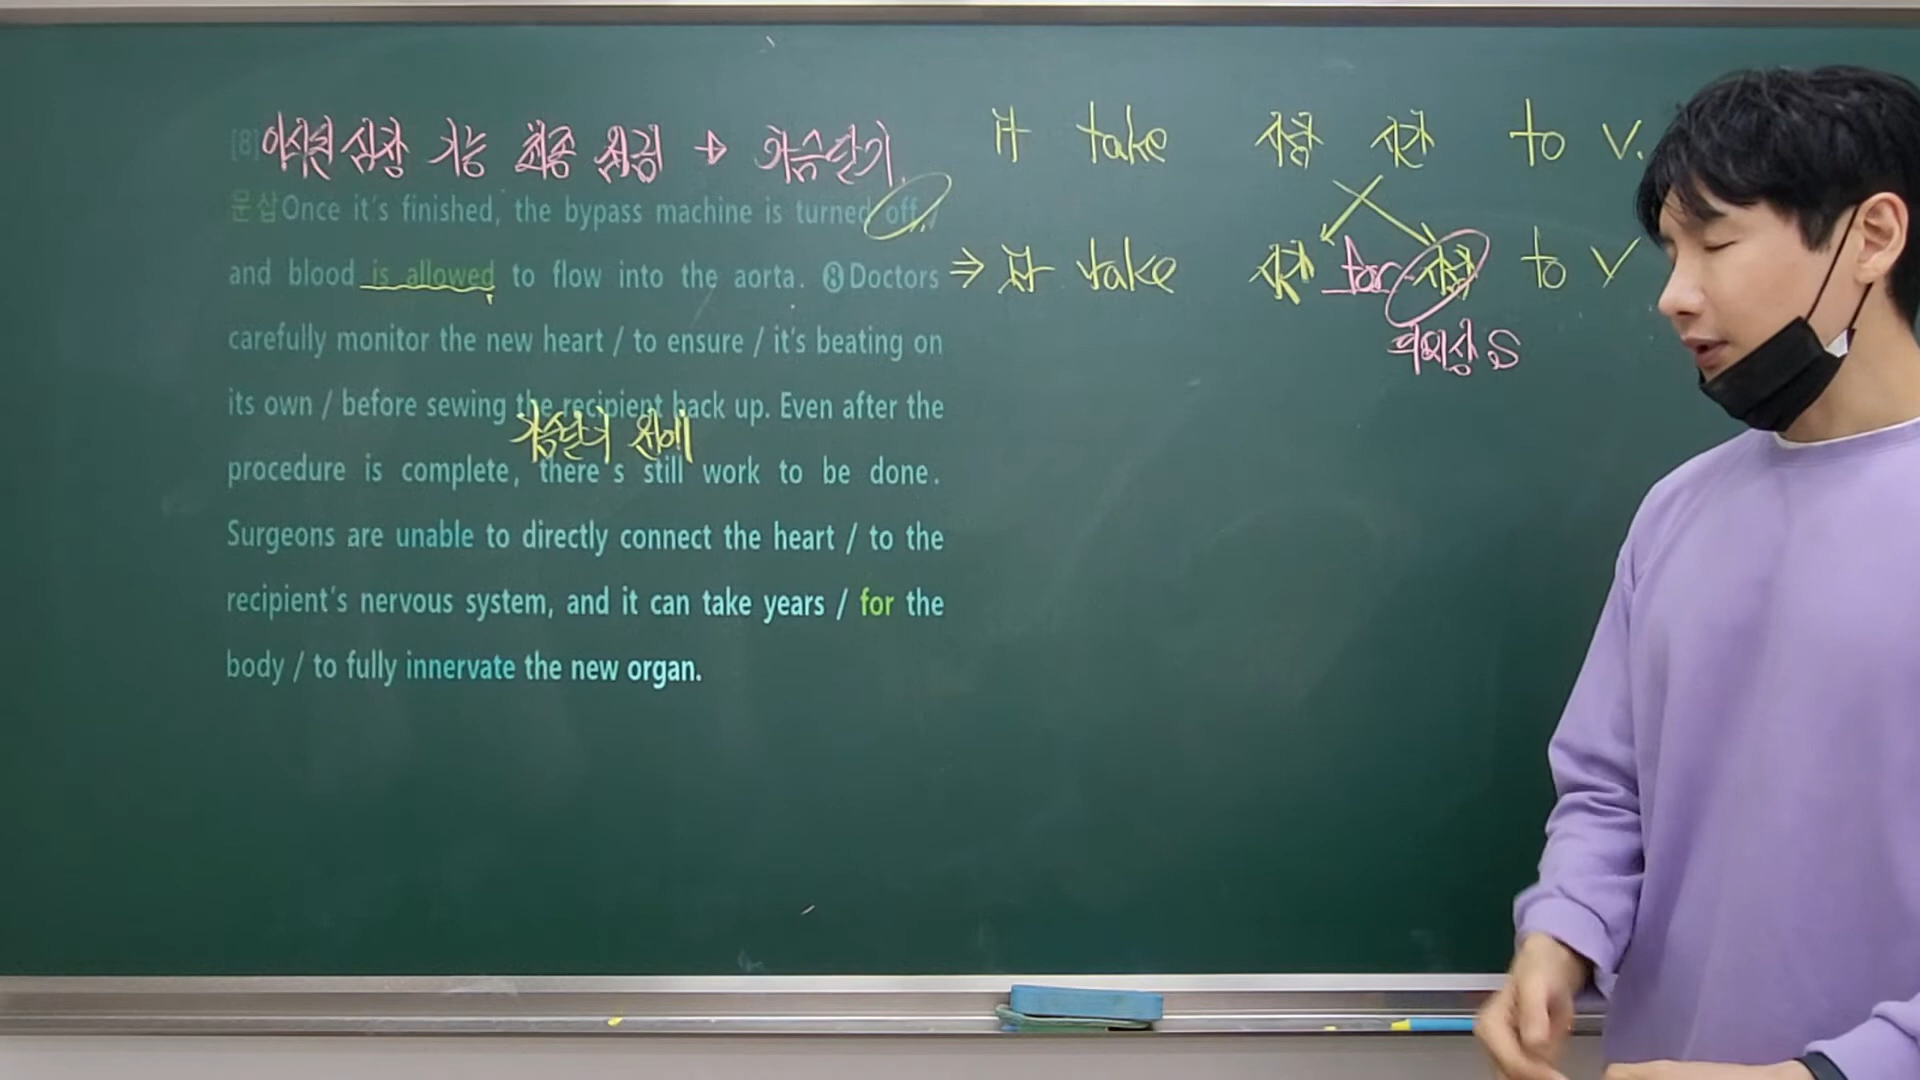 [8] 이식된 심장 기능 최종 점검 → 가슴닫기.
문삽Once it's finished, the bypass machine is turned off, /
and blood is allowed to flow into the aorta. ❽Doctors
carefully monitor the new heart / to ensure / it's beating on
its own / before sewing the recipient back up. Even after the
가슴닫기 전에
procedure is complete, there's still work to be done.
Surgeons are unable to directly connect the heart / to the
recipient's nervous system, and it can take years / for the
body / to fully innervate the new organ.
it take 사람 시간 to V.
⇒ it take 시간 for 사람 to V
의미상 S